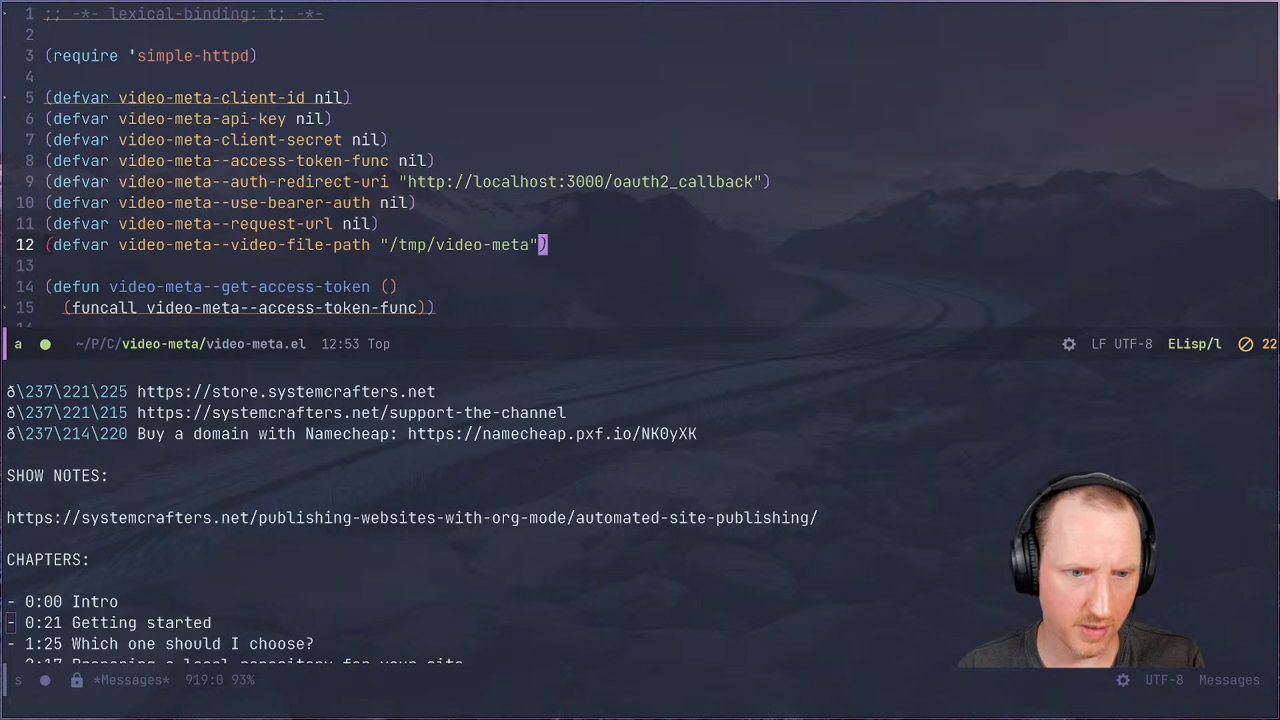 1 ;; -*- lexical-binding: t; -*-
2
3 (require 'simple-httpd)
4
5 (defvar video-meta-client-id nil)
6 (defvar video-meta-api-key nil)
7 (defvar video-meta-client-secret nil)
8 (defvar video-meta--access-token-func nil)
9 (defvar video-meta--auth-redirect-uri "http://localhost:3000/oauth2_callback")
10 (defvar video-meta--use-bearer-auth nil)
11 (defvar video-meta--request-url nil)
12 (defvar video-meta--video-file-path "/tmp/video-meta")
13
14 (defun video-meta--get-access-token ()
15 (funcall video-meta--access-token-func))
a ~/P/C/video-meta/video-meta.el 12:53 Top LF UTF-8 ELisp/l 22
ð\237\221\225 https://store.systemcrafters.net
ð\237\221\215 https://systemcrafters.net/support-the-channel
ð\237\214\220 Buy a domain with Namecheap: https://namecheap.pxf.io/NK0yXK
SHOW NOTES:
https://systemcrafters.net/publishing-websites-with-org-mode/automated-site-publishing/
CHAPTERS:
- 0:00 Intro
- 0:21 Getting started
- 1:25 Which one should I choose?
- 2:17 Preparing a local repository for your site
s *Messages* 919:0 93% UTF-8 Messages